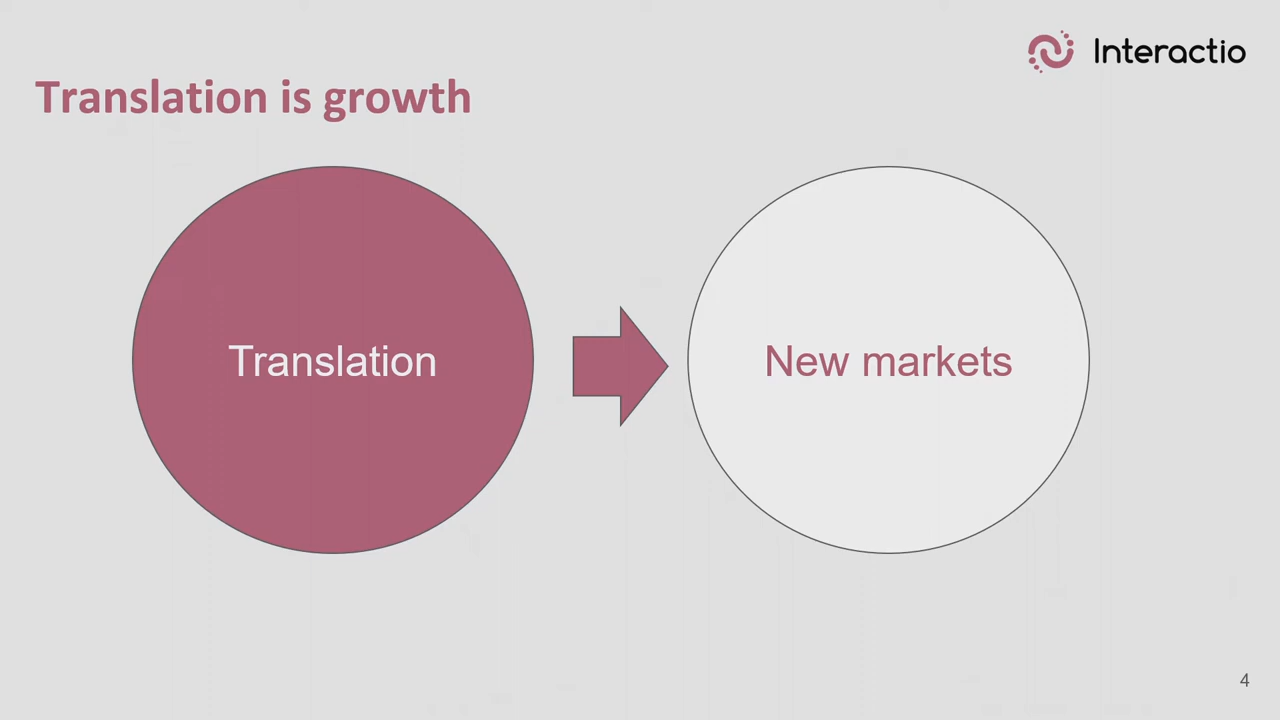 Interactio
Translation is growth
Translation
New markets
4